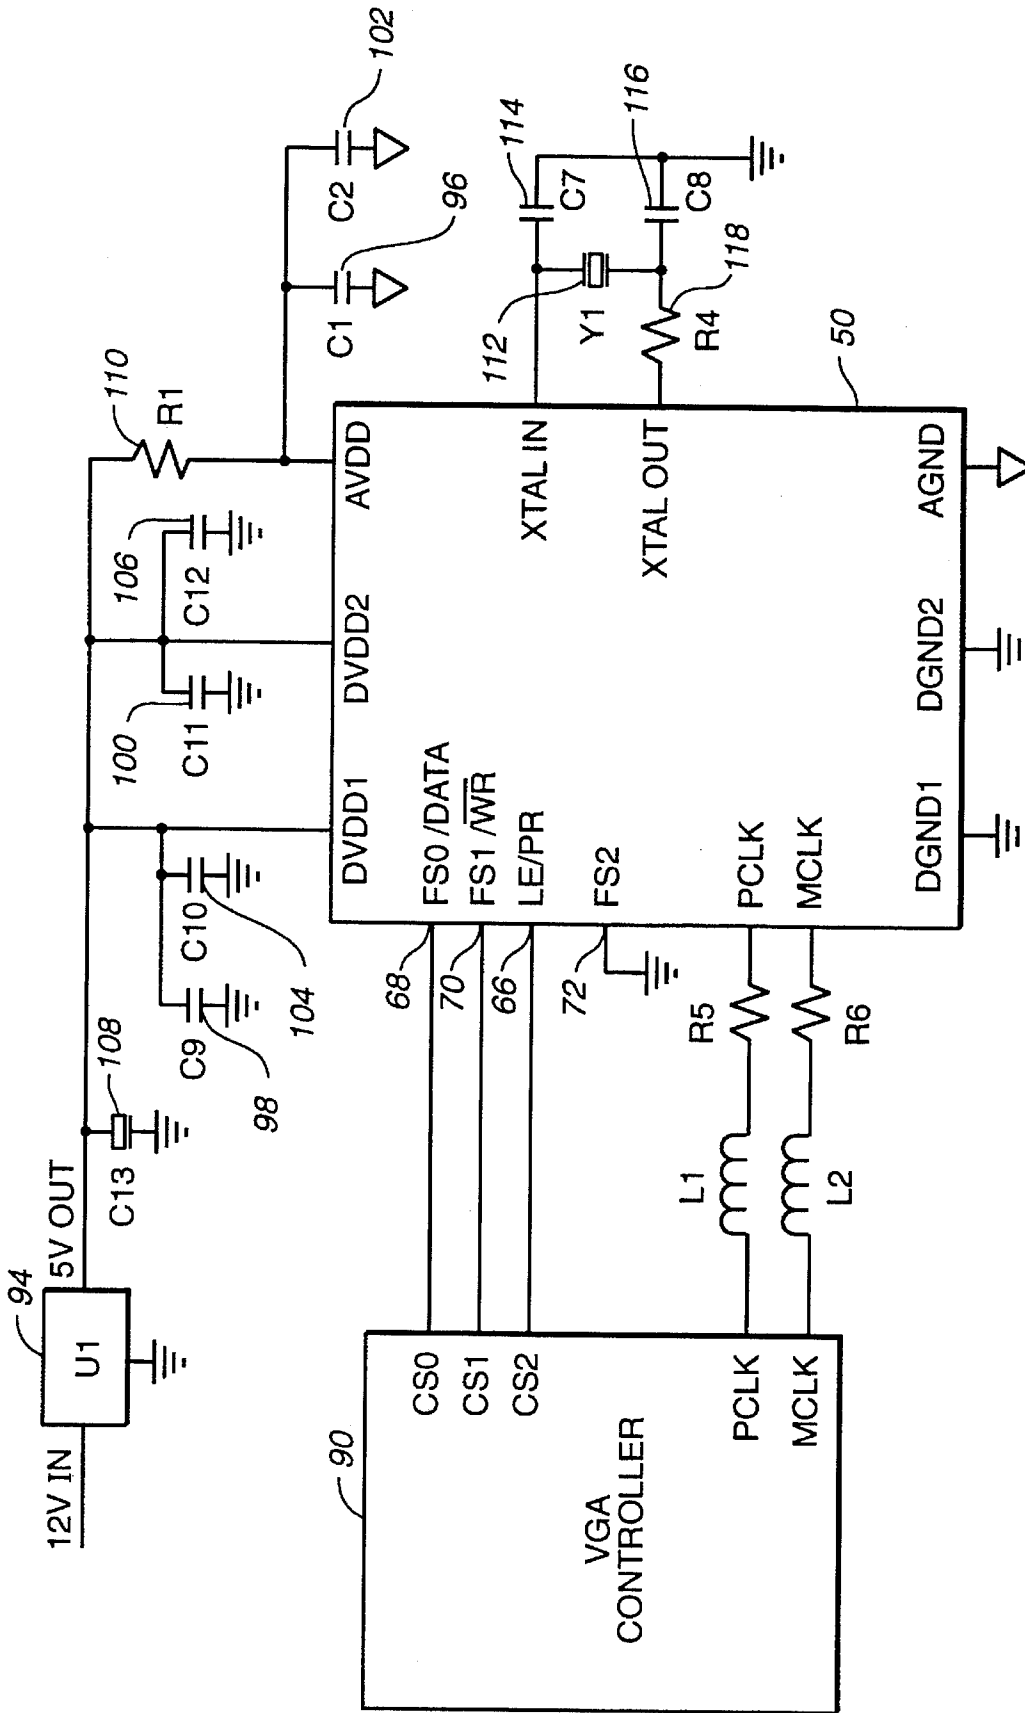 12V IN
U1
94
5V OUT
C13
108
C9
98
C10
104
100
C11
106
C12
110
R1
C1
96
C2
102
DVDD1
DVDD2
AVDD
68
FS0/DATA
70
FS1/WR
66
LE/PR
72
FS2
PCLK
MCLK
DGND1
DGND2
AGND
XTAL IN
XTAL OUT
50
112
Y1
114
C7
116
C8
118
R4
R5
R6
L1
L2
90
CS0
CS1
CS2
PCLK
MCLK
VGA
CONTROLLER